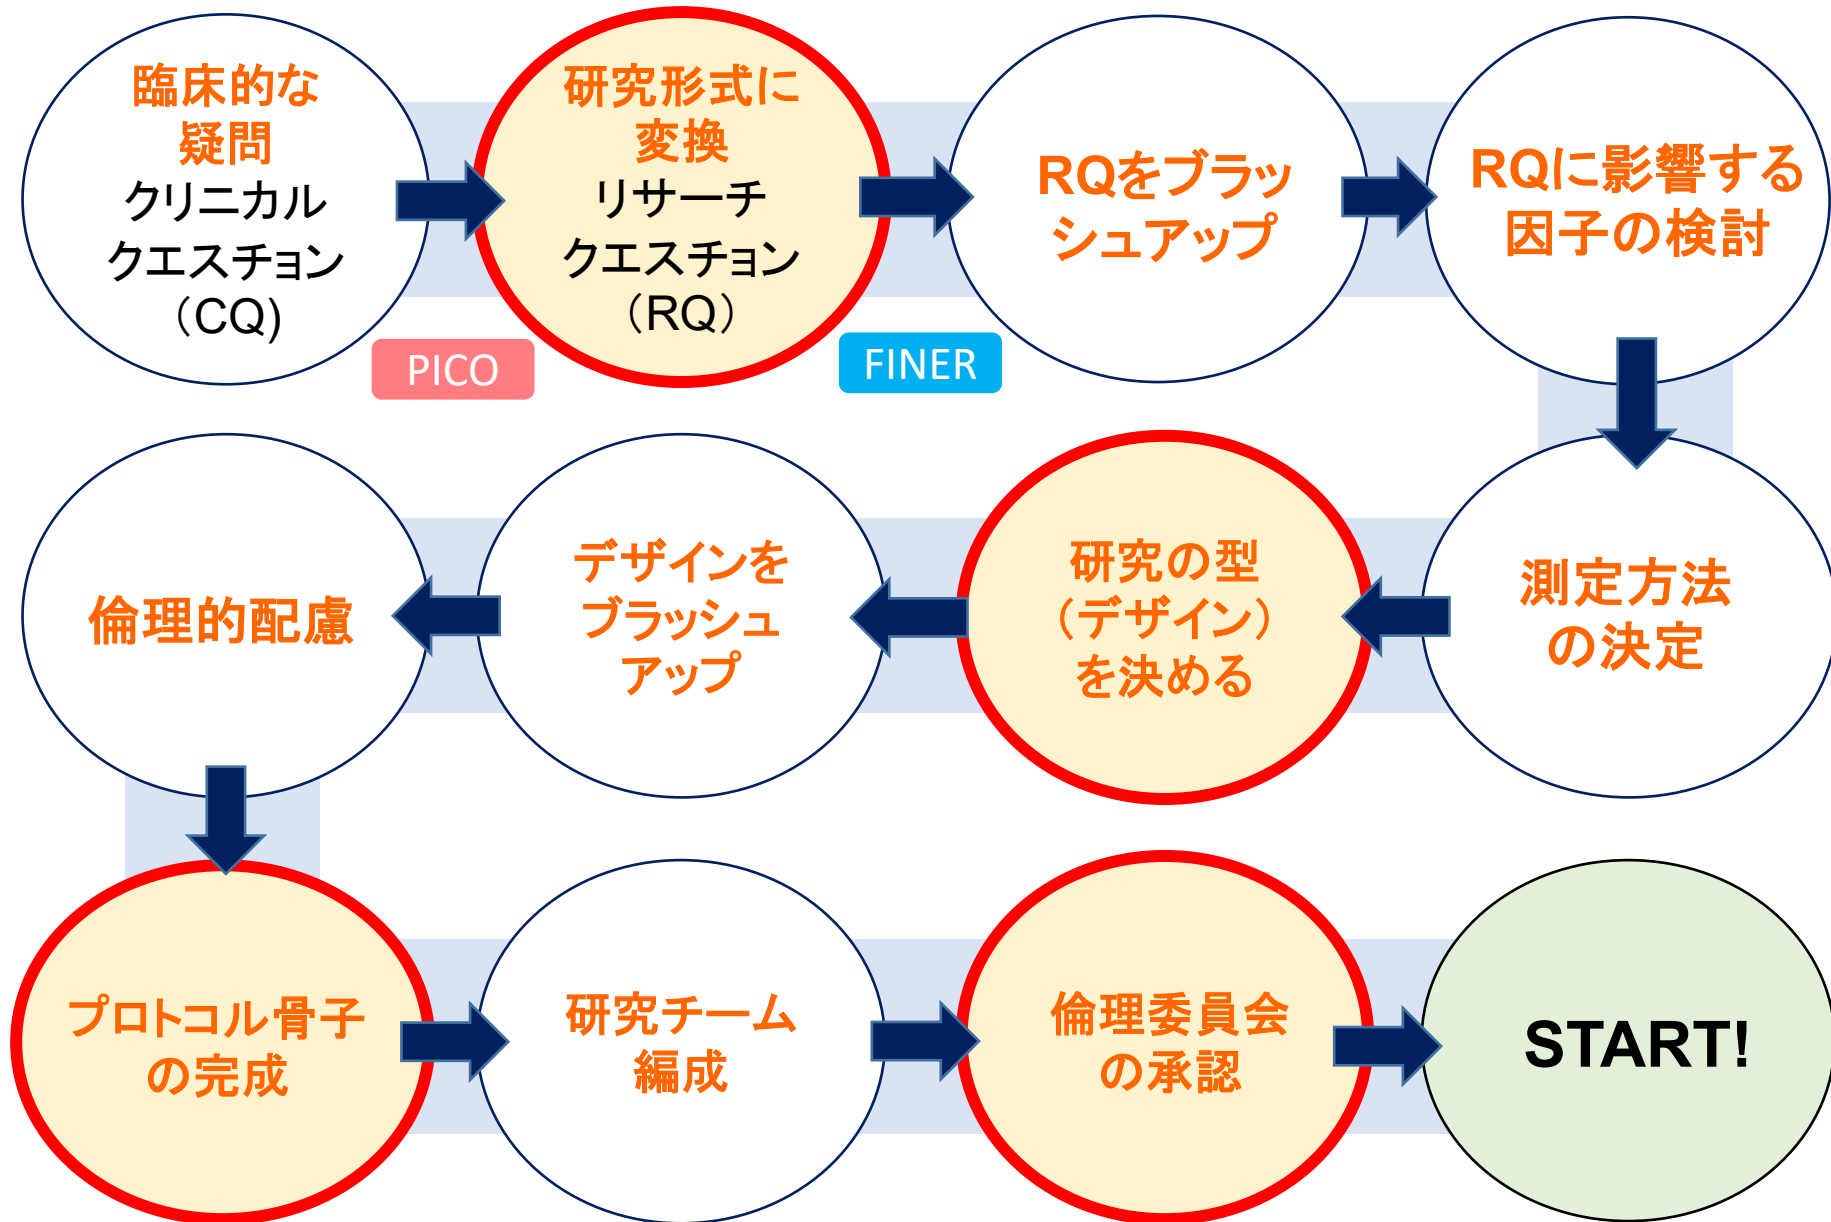 臨床的な
疑問
クリニカル
クエスチョン
（CQ)
PICO
研究形式に
変換
リサーチ
クエスチョン
（RQ）
FINER
RQをブラッ
シュアップ
RQに影響する
因子の検討
測定方法
の決定
研究の型
（デザイン）
を決める
デザインを
ブラッシュ
アップ
倫理的配慮
プロトコル骨子
の完成
研究チーム
編成
倫理委員会
の承認
START!